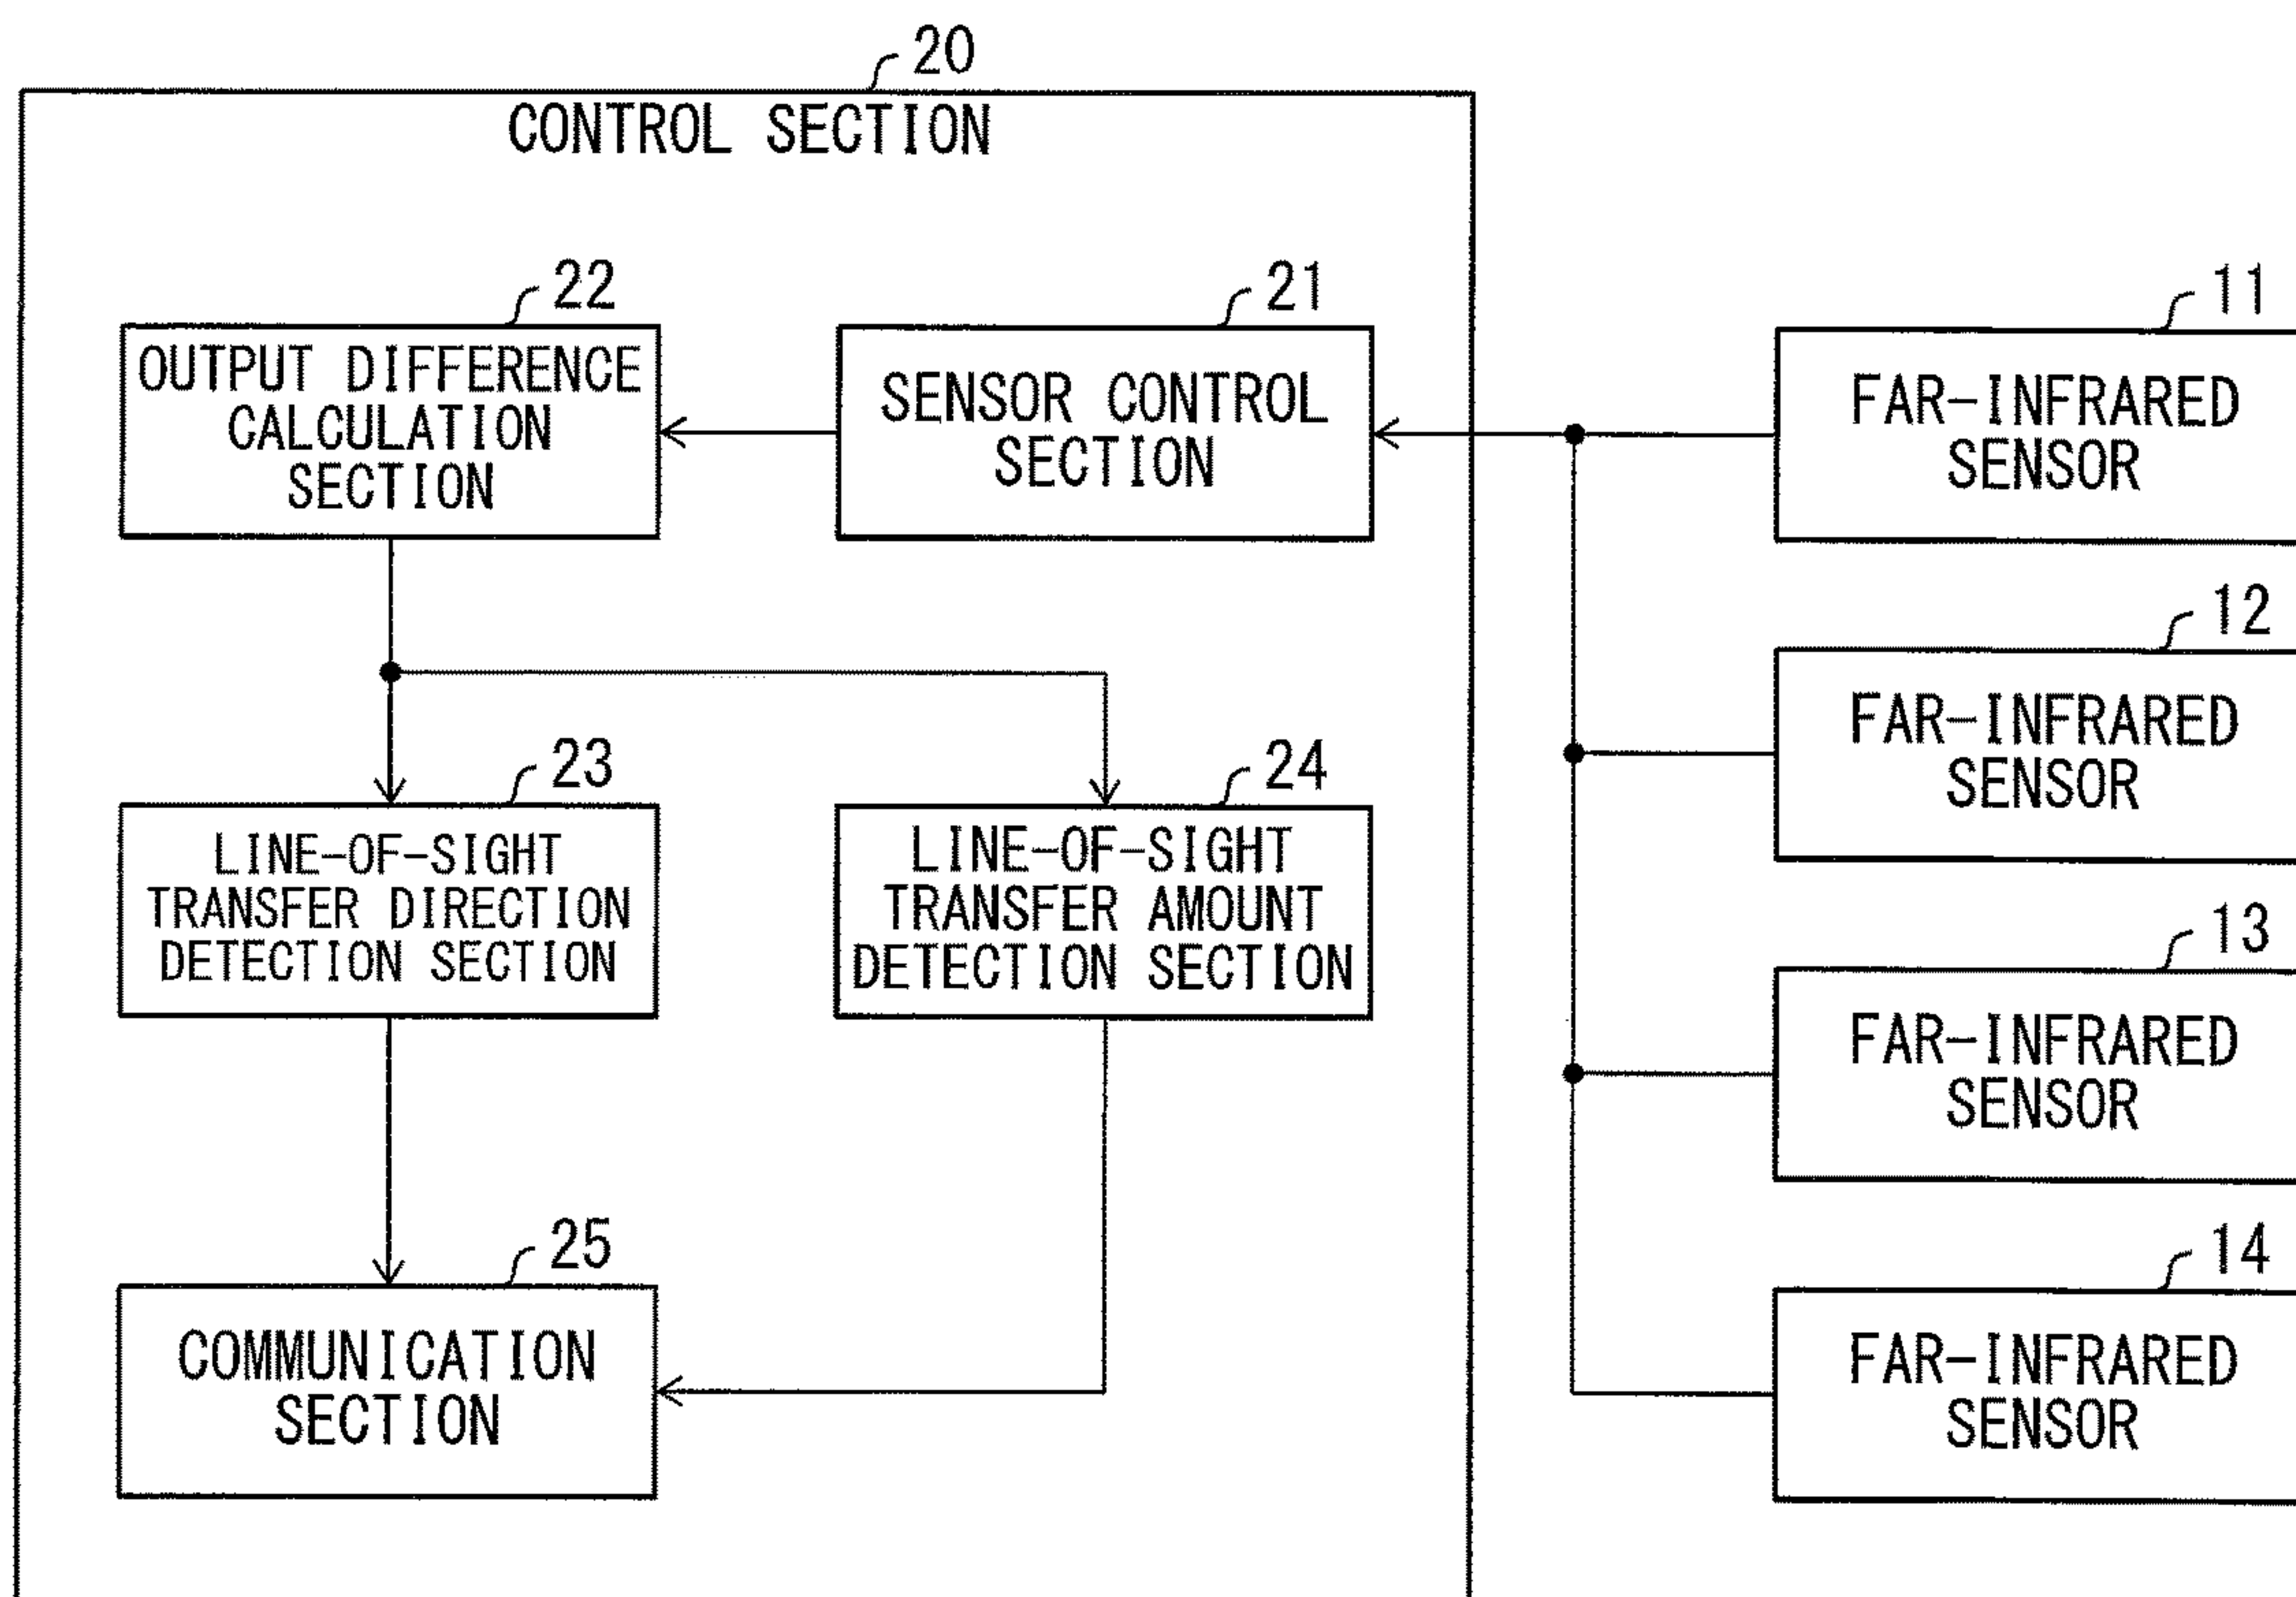 20
CONTROL SECTION
22
OUTPUT DIFFERENCE
CALCULATION
SECTION
21
SENSOR CONTROL
SECTION
11
FAR-INFRARED
SENSOR
12
FAR-INFRARED
SENSOR
23
LINE-OF-SIGHT
TRANSFER DIRECTION
DETECTION SECTION
24
LINE-OF-SIGHT
TRANSFER AMOUNT
DETECTION SECTION
13
FAR-INFRARED
SENSOR
25
COMMUNICATION
SECTION
14
FAR-INFRARED
SENSOR